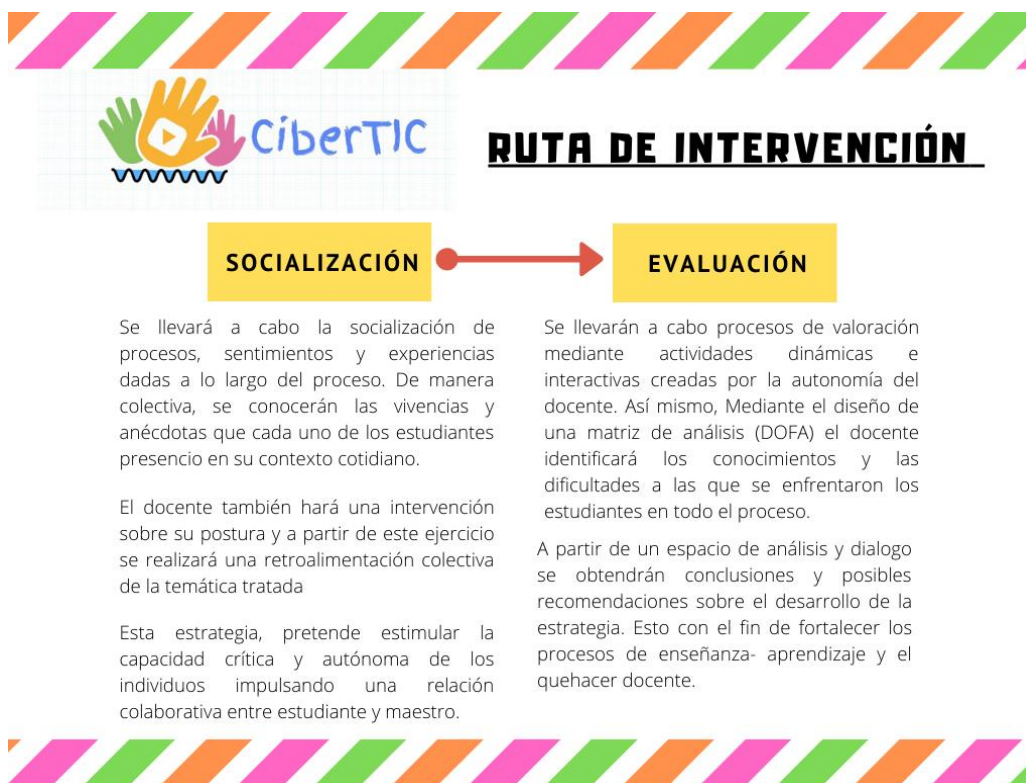 CiberTIC
RUTA DE INTERVENCIÓN
SOCIALIZACIÓN
Se llevará a cabo la socialización de
procesos, sentimientos y experiencias
dadas a lo largo del proceso. De manera
colectiva, se conocerán las vivencias y
anécdotas que cada uno de los estudiantes
presencio en su contexto cotidiano.
El docente también hará una intervención
sobre su postura y a partir de este ejercicio
se realizará una retroalimentación colectiva
de la temática tratada
Esta estrategia, pretende estimular la
capacidad crítica y autónoma de los
individuos impulsando una relación
colaborativa entre estudiante y maestro.
EVALUACIÓN
Se llevarán a cabo procesos de valoración
mediante actividades dinámicas e
interactivas creadas por la autonomía del
docente. Así mismo, Mediante el diseño de
una matriz de análisis (DOFA) el docente
identificará los conocimientos y las
dificultades a las que se enfrentaron los
estudiantes en todo el proceso.
A partir de un espacio de análisis y dialogo
se obtendrán conclusiones y posibles
recomendaciones sobre el desarrollo de la
estrategia. Esto con el fin de fortalecer los
procesos de enseñanza- aprendizaje y el
quehacer docente.